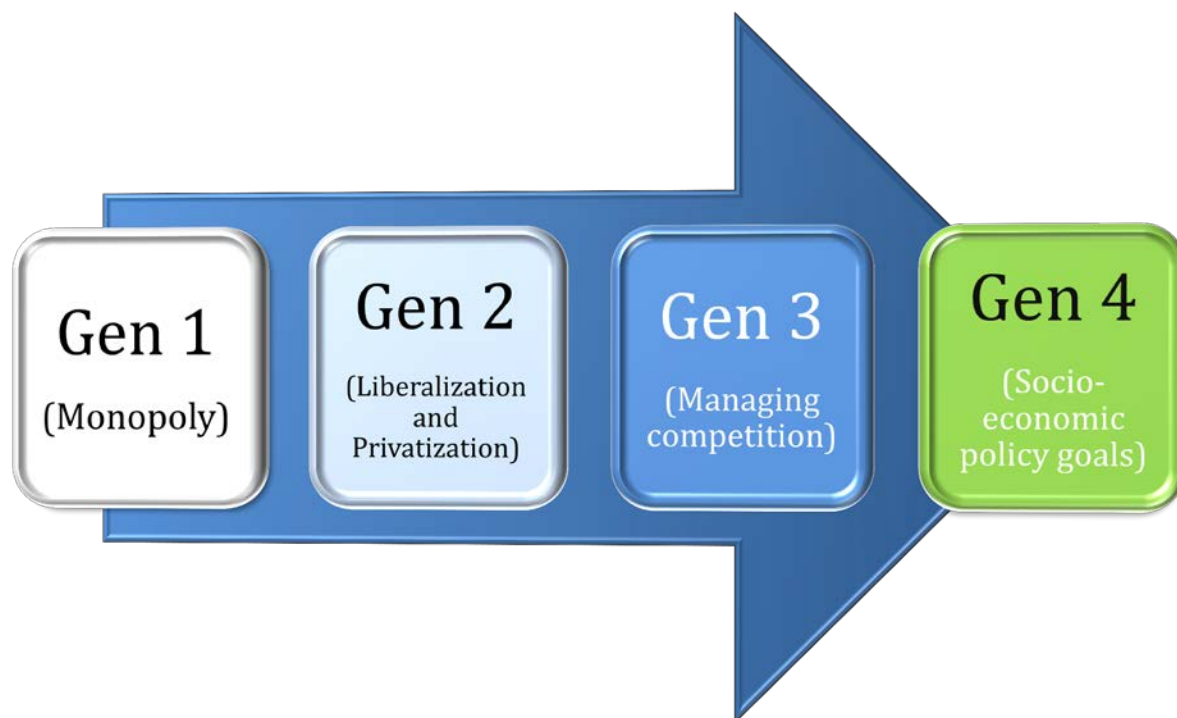 Gen 1
(Monopoly)
Gen 2
(Liberalization
and
Privatization)
Gen 3
(Managing
competition)
Gen 4
(Socio-
economic
policy goals)